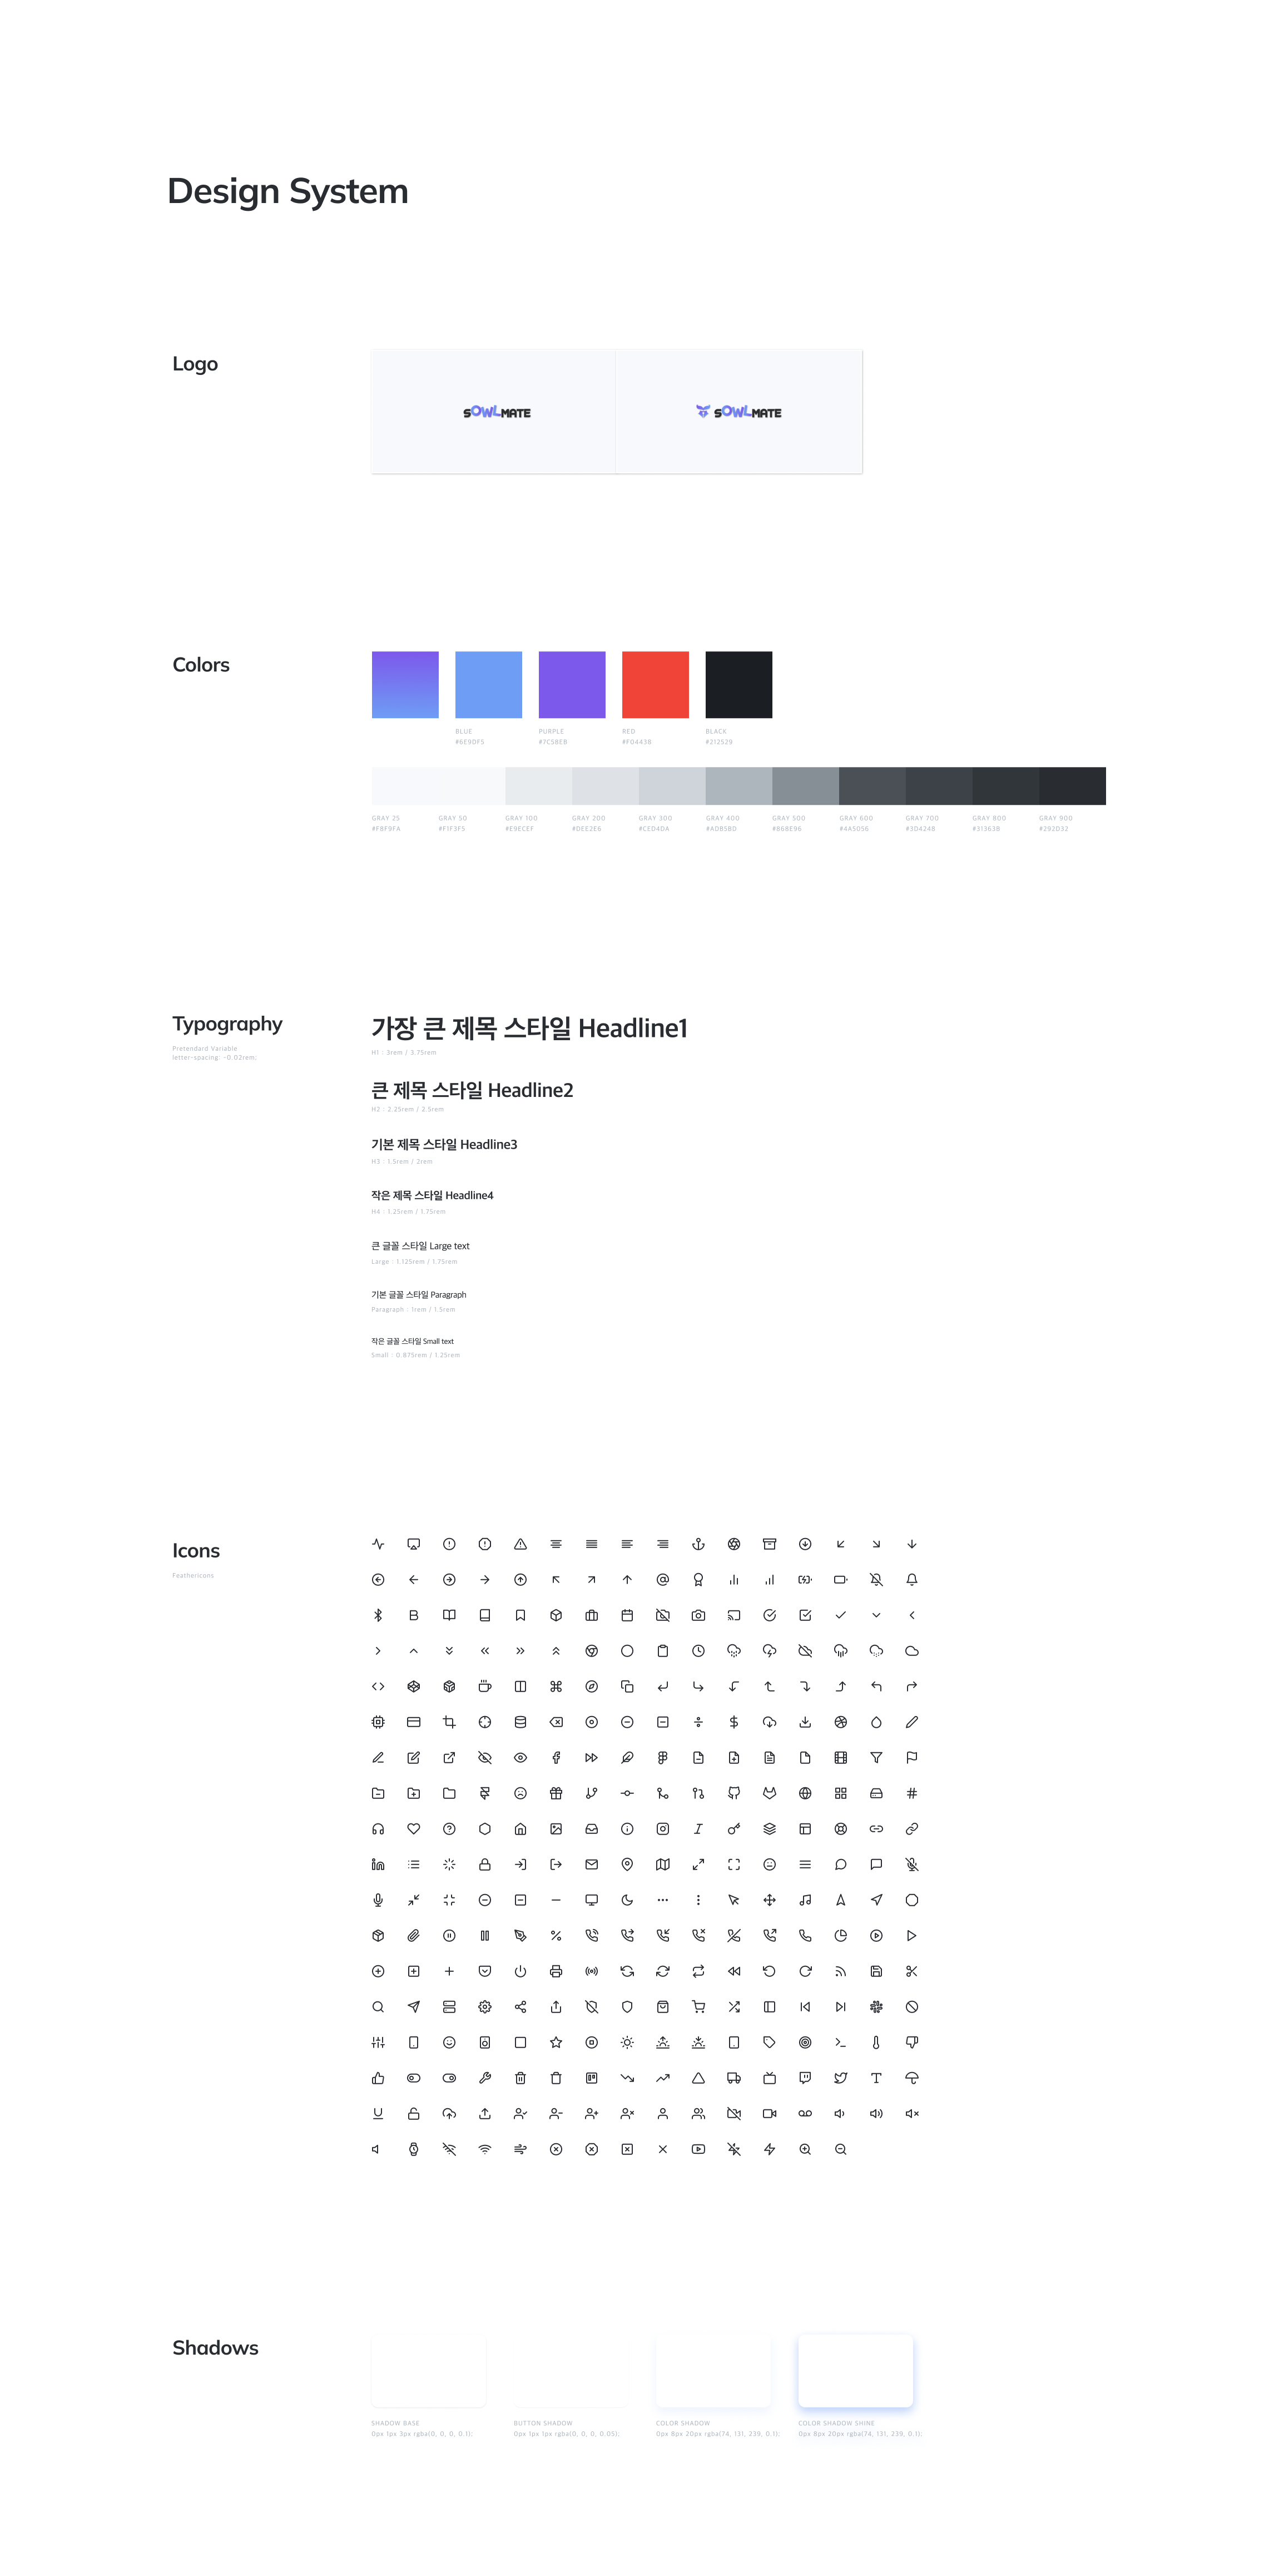 Design System
Logo
SOWLMATE
SOWLMATE
Colors
BLUE
#6E9DF5
PURPLE
#7C58EB
RED
#F04438
BLACK
#212529
GRAY 25
#F8F9FA
GRAY 50
#F1F3F5
GRAY 100
#E9ECEF
GRAY 200
#DEE2E6
GRAY 300
#CED4DA
GRAY 400
#ADB5BD
GRAY 500
#868E96
GRAY 600
#4A5056
GRAY 700
#3D4248
GRAY 800
#31363B
GRAY 900
#292D32
Typography
Pretendard Variable
letter-spacing: -0.02rem;
가장 큰 제목 스타일 Headline1
H1 : 3rem / 3.75rem
큰 제목 스타일 Headline2
H2 : 2.25rem / 2.5rem
기본 제목 스타일 Headline3
H3 : 1.5rem / 2rem
작은 제목 스타일 Headline4
H4 : 1.25rem / 1.75rem
큰 글꼴 스타일 Large text
Large : 1.125rem / 1.75rem
기본 글꼴 스타일 Paragraph
Paragraph : 1rem / 1.5rem
작은 글꼴 스타일 Small text
Small : 0.875rem / 1.25rem
Icons
Feathericons
Shadows
SHADOW BASE
0px 1px 3px rgba(0, 0, 0, 0.1);
BUTTON SHADOW
0px 1px 1px rgba(0, 0, 0, 0.05);
COLOR SHADOW
0px 8px 20px rgba(74, 131, 239, 0.1);
COLOR SHADOW SHINE
0px 8px 20px rgba(74, 131, 239, 0.1);